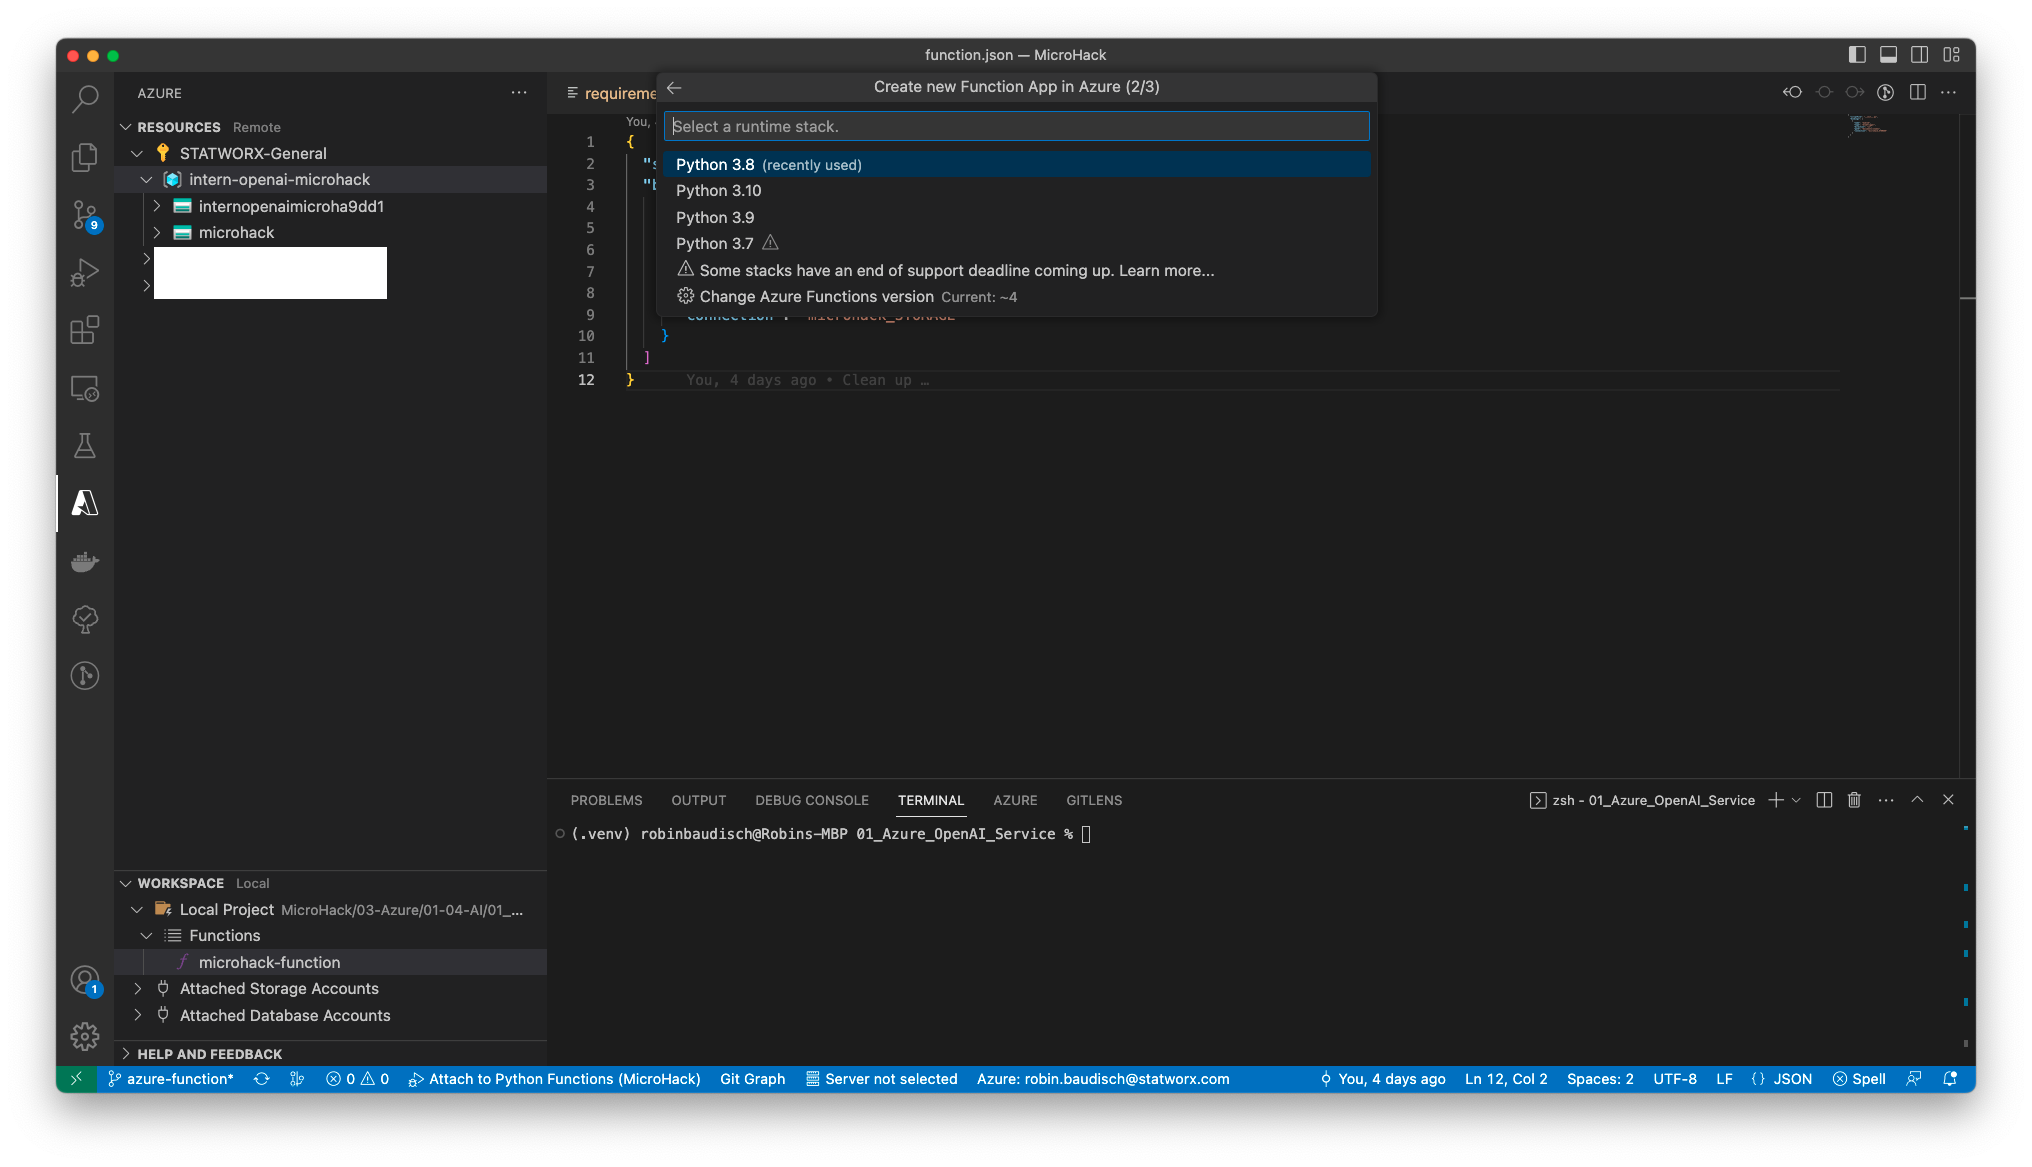 function.json — MicroHack
AZURE
RESOURCES Remote
STATWORX-General
intern-openai-microhack
internopenaimicroha9dd1
microhack
9
requireme
Create new Function App in Azure (2/3)
Select a runtime stack.
Python 3.8 (recently used)
Python 3.10
Python 3.9
Python 3.7
Some stacks have an end of support deadline coming up. Learn more...
Change Azure Functions version Current: ~4
You,
1 {
2 "s
3 "b
4
5
6
7
8
9 connection : microhack_STORAGE
10 }
11 ]
12 } You, 4 days ago • Clean up …
PROBLEMS OUTPUT DEBUG CONSOLE TERMINAL AZURE GITLENS
zsh - 01_Azure_OpenAI_Service
(.venv) robinbaudisch@Robins-MBP 01_Azure_OpenAI_Service %
WORKSPACE Local
Local Project MicroHack/03-Azure/01-04-AI/01_...
Functions
microhack-function
Attached Storage Accounts
Attached Database Accounts
1
HELP AND FEEDBACK
azure-function* 0 0 Attach to Python Functions (MicroHack) Git Graph Server not selected Azure: robin.baudisch@statworx.com You, 4 days ago Ln 12, Col 2 Spaces: 2 UTF-8 LF {} JSON Spell